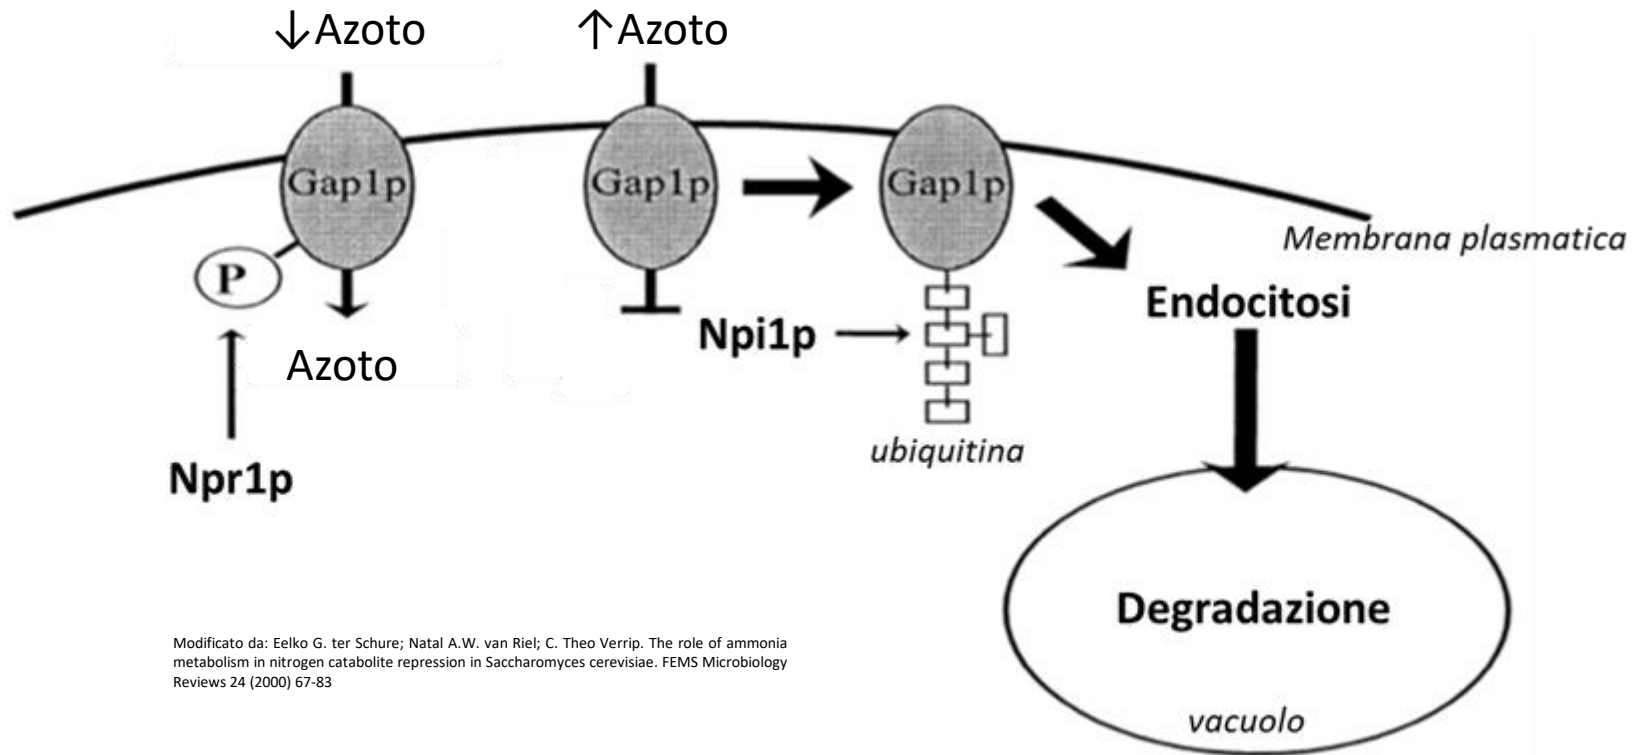 ↓Azoto
↑Azoto
Gap1p
Gap1p
Gap1p
Membrana plasmatica
P
Azoto
Npr1p
Npi1p
ubiquitina
Endocitosi
Degradazione
vacuolo
Modificato da: Eelko G. ter Schure; Natal A.W. van Riel; C. Theo Verrip. The role of ammonia
metabolism in nitrogen catabolite repression in Saccharomyces cerevisiae. FEMS Microbiology
Reviews 24 (2000) 67-83